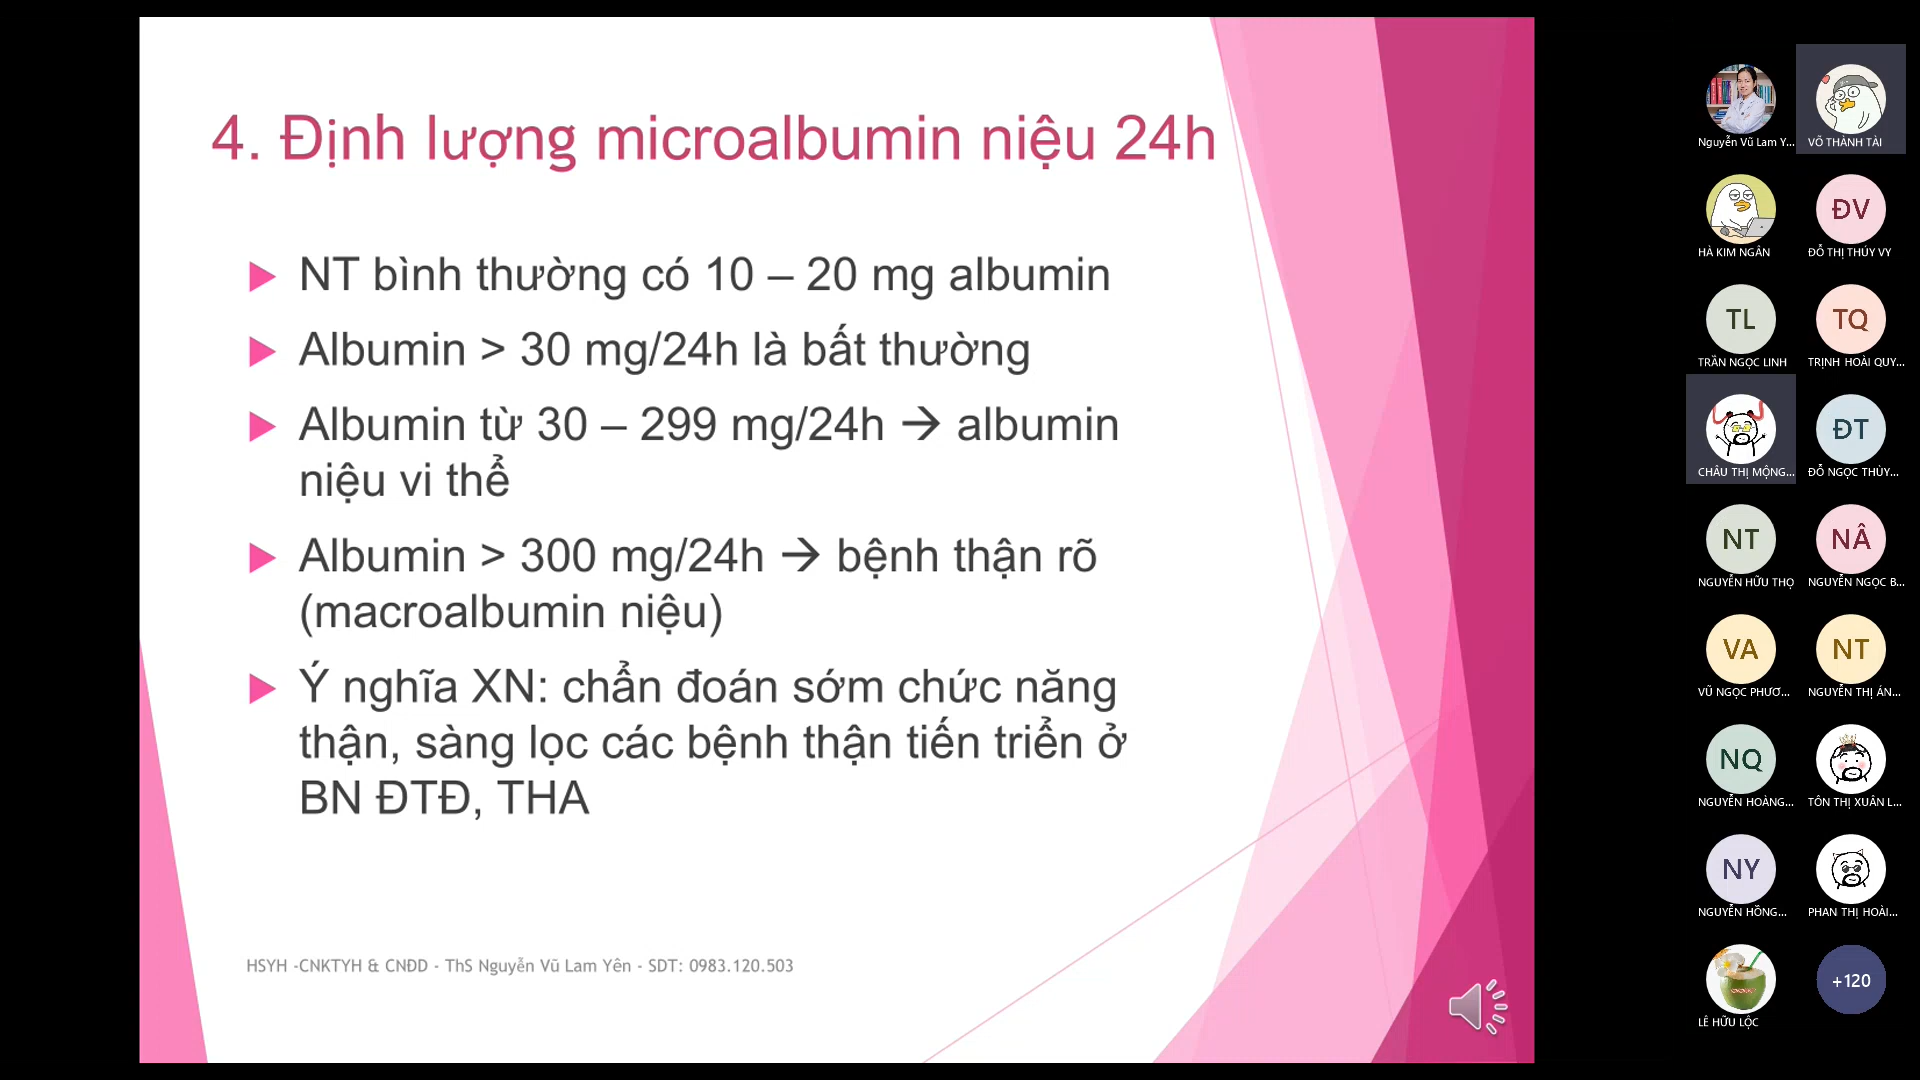 4. Định lượng microalbumin niệu 24h
NT bình thường có 10 – 20 mg albumin
Albumin > 30 mg/24h là bất thường
Albumin từ 30 – 299 mg/24h → albumin
niệu vi thể
Albumin > 300 mg/24h → bệnh thận rõ
(macroalbumin niệu)
Ý nghĩa XN: chẩn đoán sớm chức năng
thận, sàng lọc các bệnh thận tiến triển ở
BN ĐTĐ, THA
HSYH -CNKTYH & CNĐD - ThS Nguyễn Vũ Lam Yên - SDT: 0983.120.503
Nguyễn Vũ Lam Y...
VÕ THÀNH TÀI
HÀ KIM NGÂN
ĐV
ĐỖ THỊ THÚY VY
TL
TRẦN NGỌC LINH
TQ
TRỊNH HOÀI QUY...
CHÂU THỊ MỘNG...
ĐT
ĐỖ NGỌC THÙY...
NT
NGUYỄN HỮU THỌ
NÂ
NGUYỄN NGỌC B...
VA
VŨ NGỌC PHƯƠ...
NT
NGUYỄN THỊ ÁN...
NQ
NGUYỄN HOÀNG...
TÔN THỊ XUÂN L...
NY
NGUYỄN HỒNG...
PHAN THỊ HOÀI...
LÊ HỮU LỘC
+120